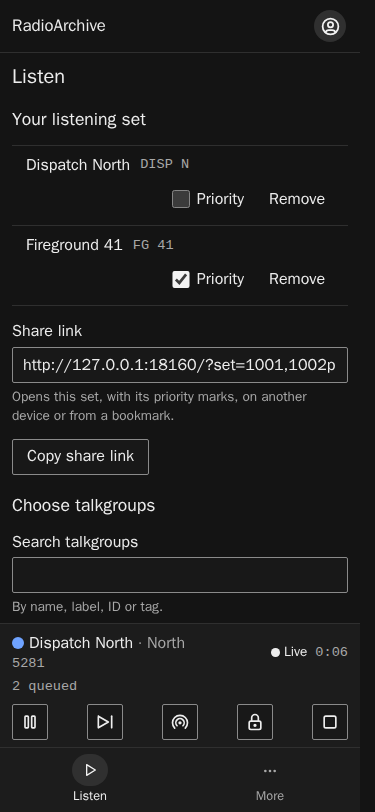 RadioArchive
Listen
Your listening set
Dispatch North DISP N
Priority Remove
Fireground 41 FG 41
Priority Remove
Share link
http://127.0.0.1:18160/?set=1001,1002p
Opens this set, with its priority marks, on another
device or from a bookmark.
Copy share link
Choose talkgroups
Search talkgroups
By name, label, ID or tag.
Dispatch North · North
5281
Live 0:06
2 queued
Listen More